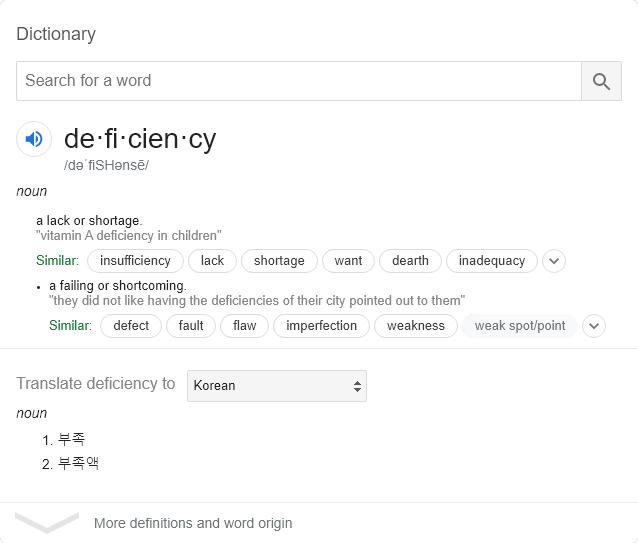 Dictionary
Search for a word
de·fi·cien·cy
/dəˈfiSHənsē/
noun
a lack or shortage.
"vitamin A deficiency in children"
Similar: insufficiency lack shortage want dearth inadequacy
• a failing or shortcoming.
"they did not like having the deficiencies of their city pointed out to them"
Similar: defect fault flaw imperfection weakness weak spot/point
Translate deficiency to Korean
noun
1. 부족
2. 부족액
More definitions and word origin